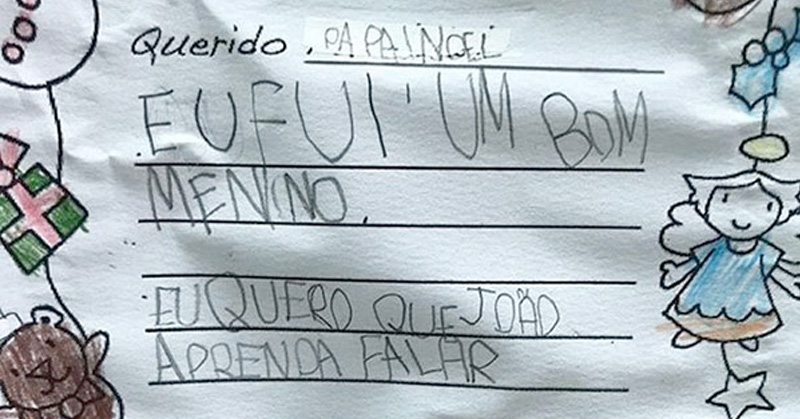 Querido. PAPAINOEL
EU FUI UM BOM
MENINO.
EU QUERO QUE JOÃO
APRENDA FALAR